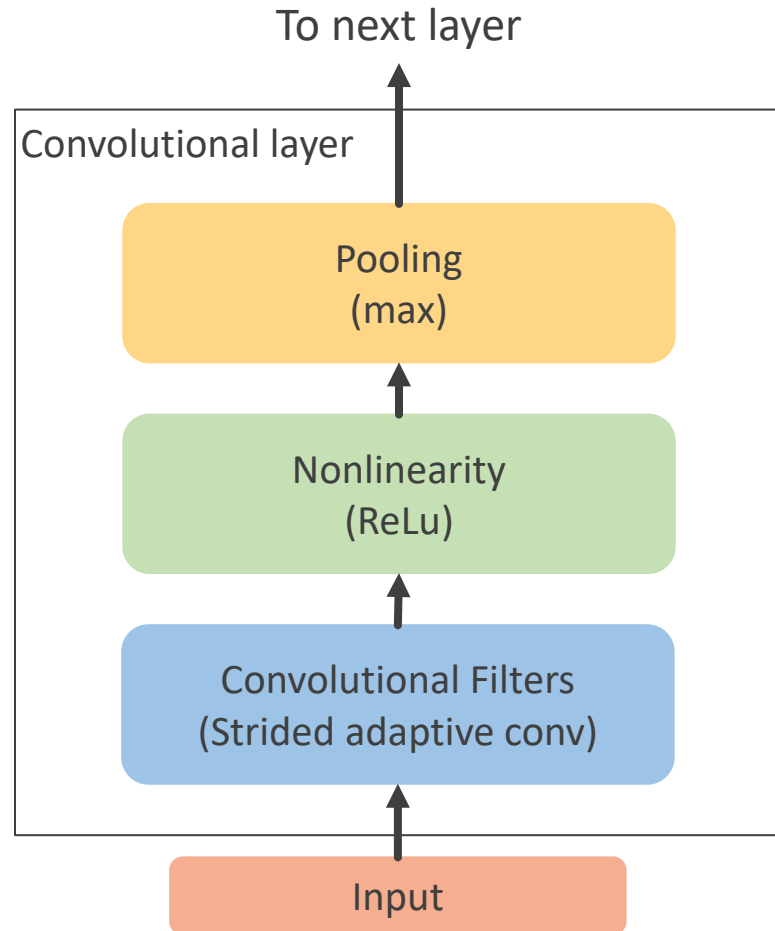 To next layer
Convolutional layer
Pooling
(max)
Nonlinearity
(ReLu)
Convolutional Filters
(Strided adaptive conv)
Input